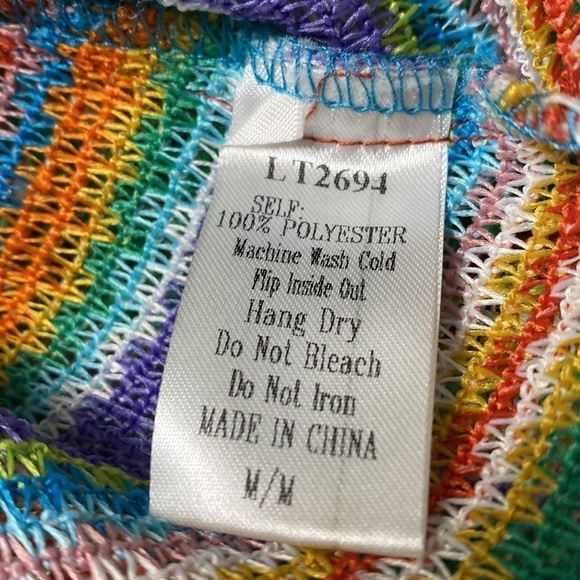 LT2694
SELF:
100% POLYESTER
Machine Wash Cold
Flip Inside Out
Hang Dry
Do Not Bleach
Do Not Iron
MADE IN CHINA
M/M